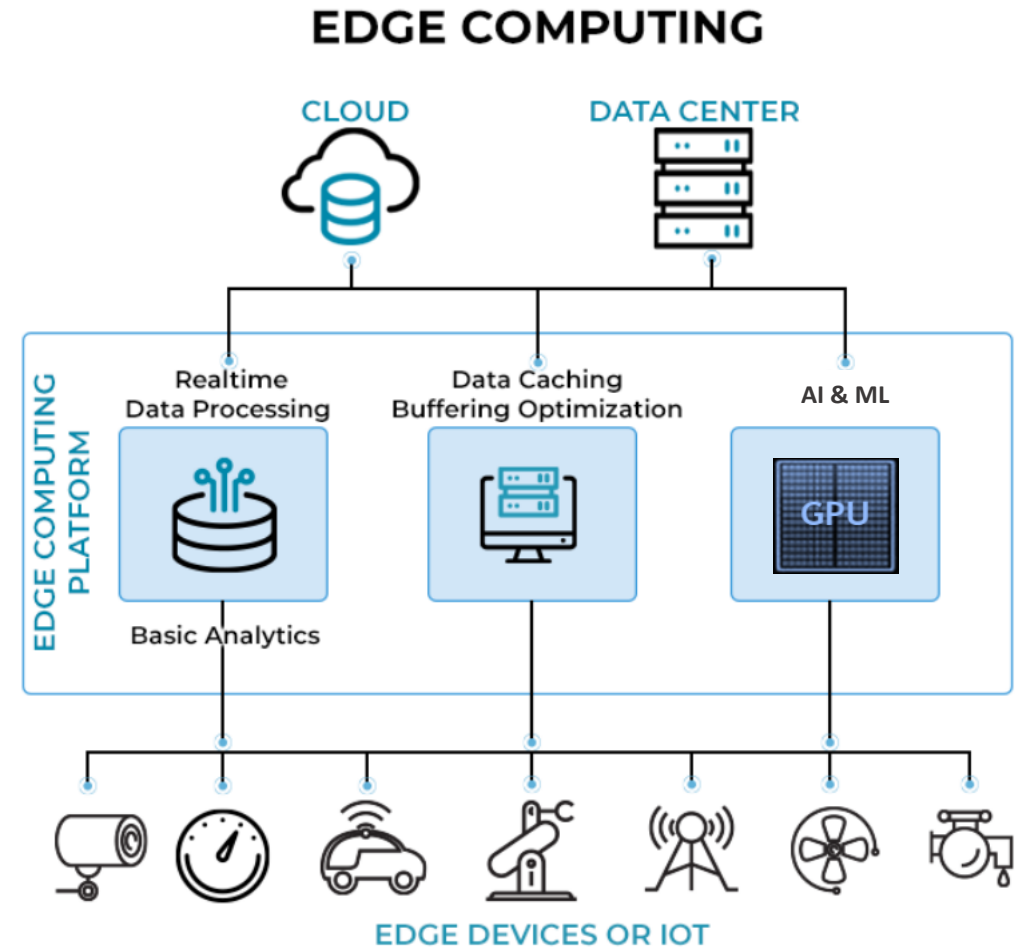 EDGE COMPUTING
CLOUD
DATA CENTER
EDGE COMPUTING
PLATFORM
Realtime
Data Processing
Data Caching
Buffering Optimization
AI & ML
GPU
Basic Analytics
EDGE DEVICES OR IOT